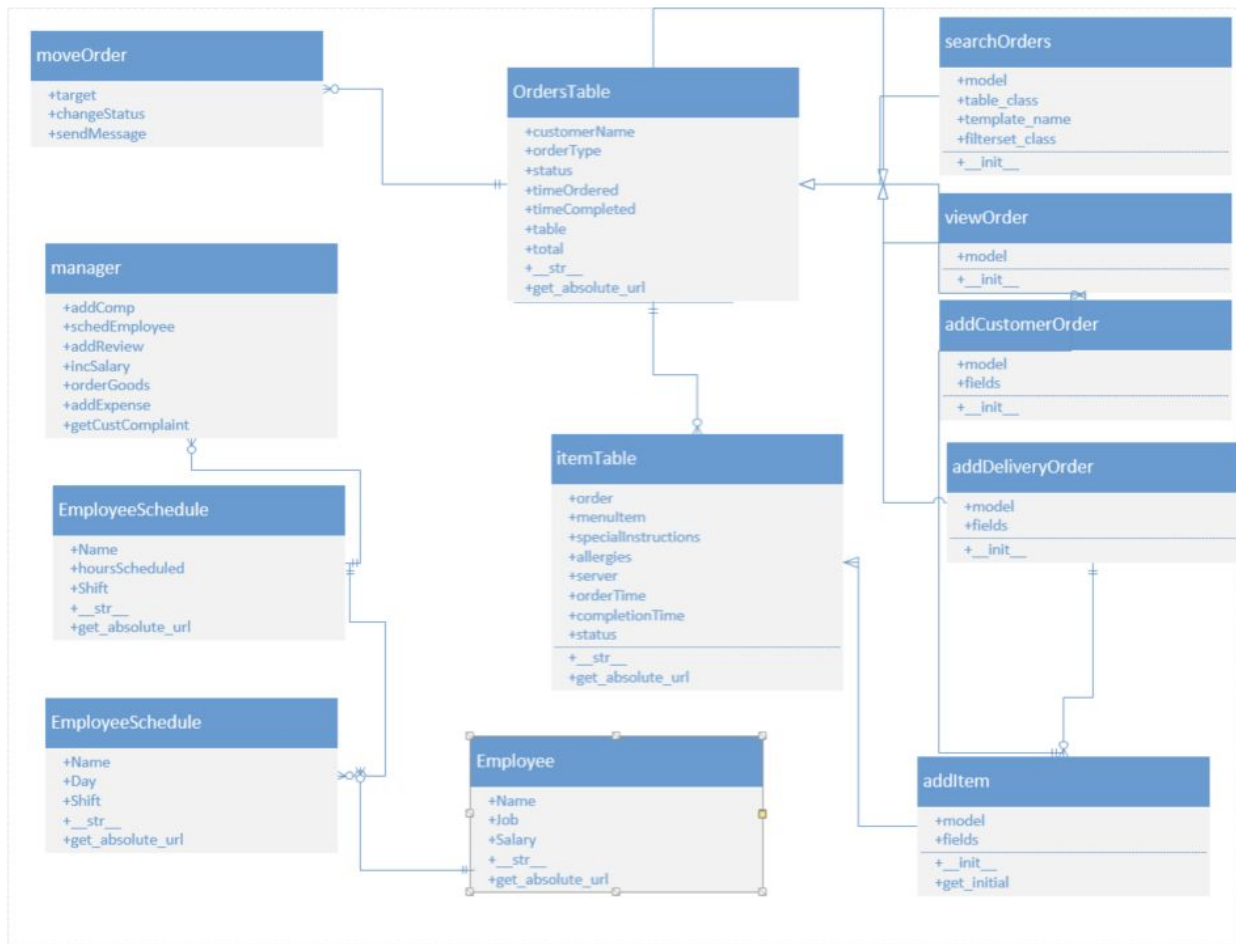 moveOrder
+target
+changeStatus
+sendMessage
OrdersTable
+customerName
+orderType
+status
+timeOrdered
+timeCompleted
+table
+total
+__str__
+get_absolute_url
searchOrders
+model
+table_class
+template_name
+filterset_class
+__init__
viewOrder
+model
+__init__
manager
+addComp
+schedEmployee
+addReview
+incSalary
+orderGoods
+addExpense
+getCustComplaint
addCustomerOrder
+model
+fields
+__init__
itemTable
+order
+menuItem
+specialInstructions
+allergies
+server
+orderTime
+completionTime
+status
+__str__
+get_absolute_url
addDeliveryOrder
+model
+fields
+__init__
EmployeeSchedule
+Name
+hoursScheduled
+Shift
+__str__
+get_absolute_url
EmployeeSchedule
+Name
+Day
+Shift
+__str__
+get_absolute_url
Employee
+Name
+Job
+Salary
+__str__
+get_absolute_url
addItem
+model
+fields
+__init__
+get_initial